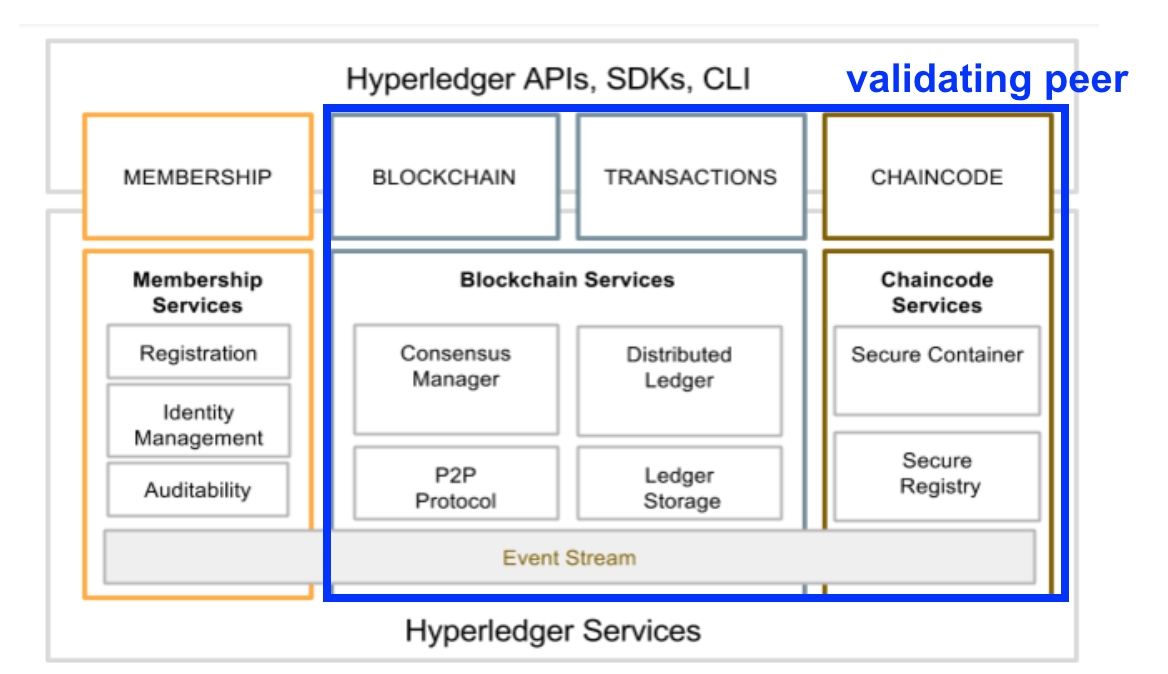 Hyperledger APIs, SDKs, CLI
validating peer
MEMBERSHIP
BLOCKCHAIN
TRANSACTIONS
CHAINCODE
Membership
Services
Registration
Identity
Management
Auditability
Blockchain Services
Consensus
Manager
Distributed
Ledger
P2P
Protocol
Ledger
Storage
Chaincode
Services
Secure Container
Secure
Registry
Event Stream
Hyperledger Services